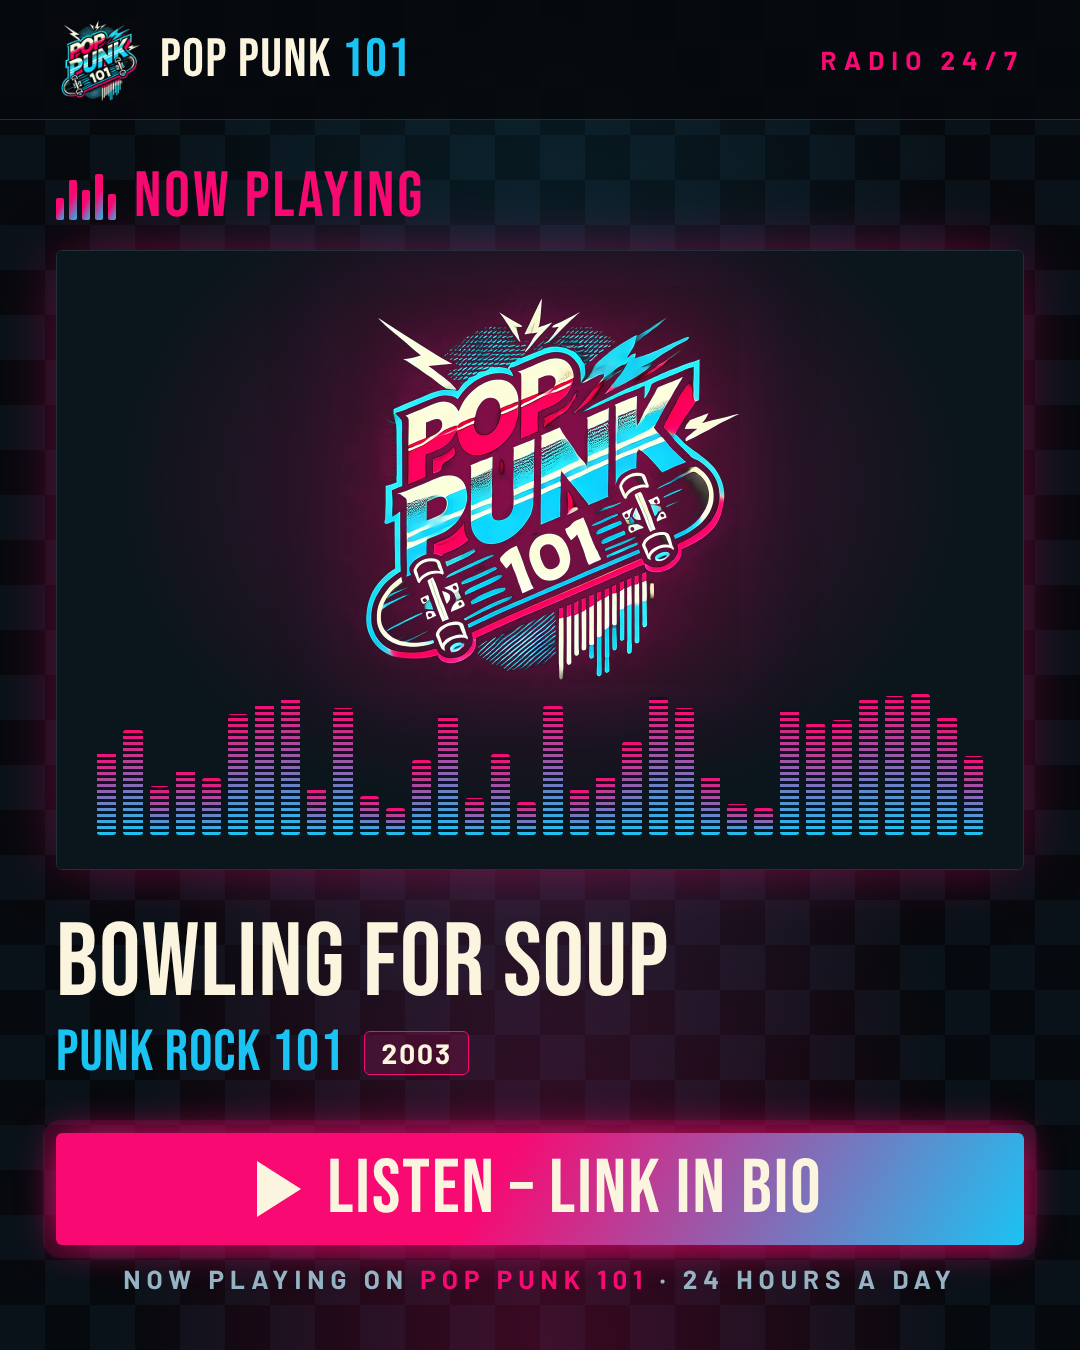 POP PUNK 101
POP PUNK 101
RADIO 24/7
NOW PLAYING
POP
PUNK
101
BOWLING FOR SOUP
PUNK ROCK 101 2003
LISTEN – LINK IN BIO
NOW PLAYING ON POP PUNK 101 · 24 HOURS A DAY